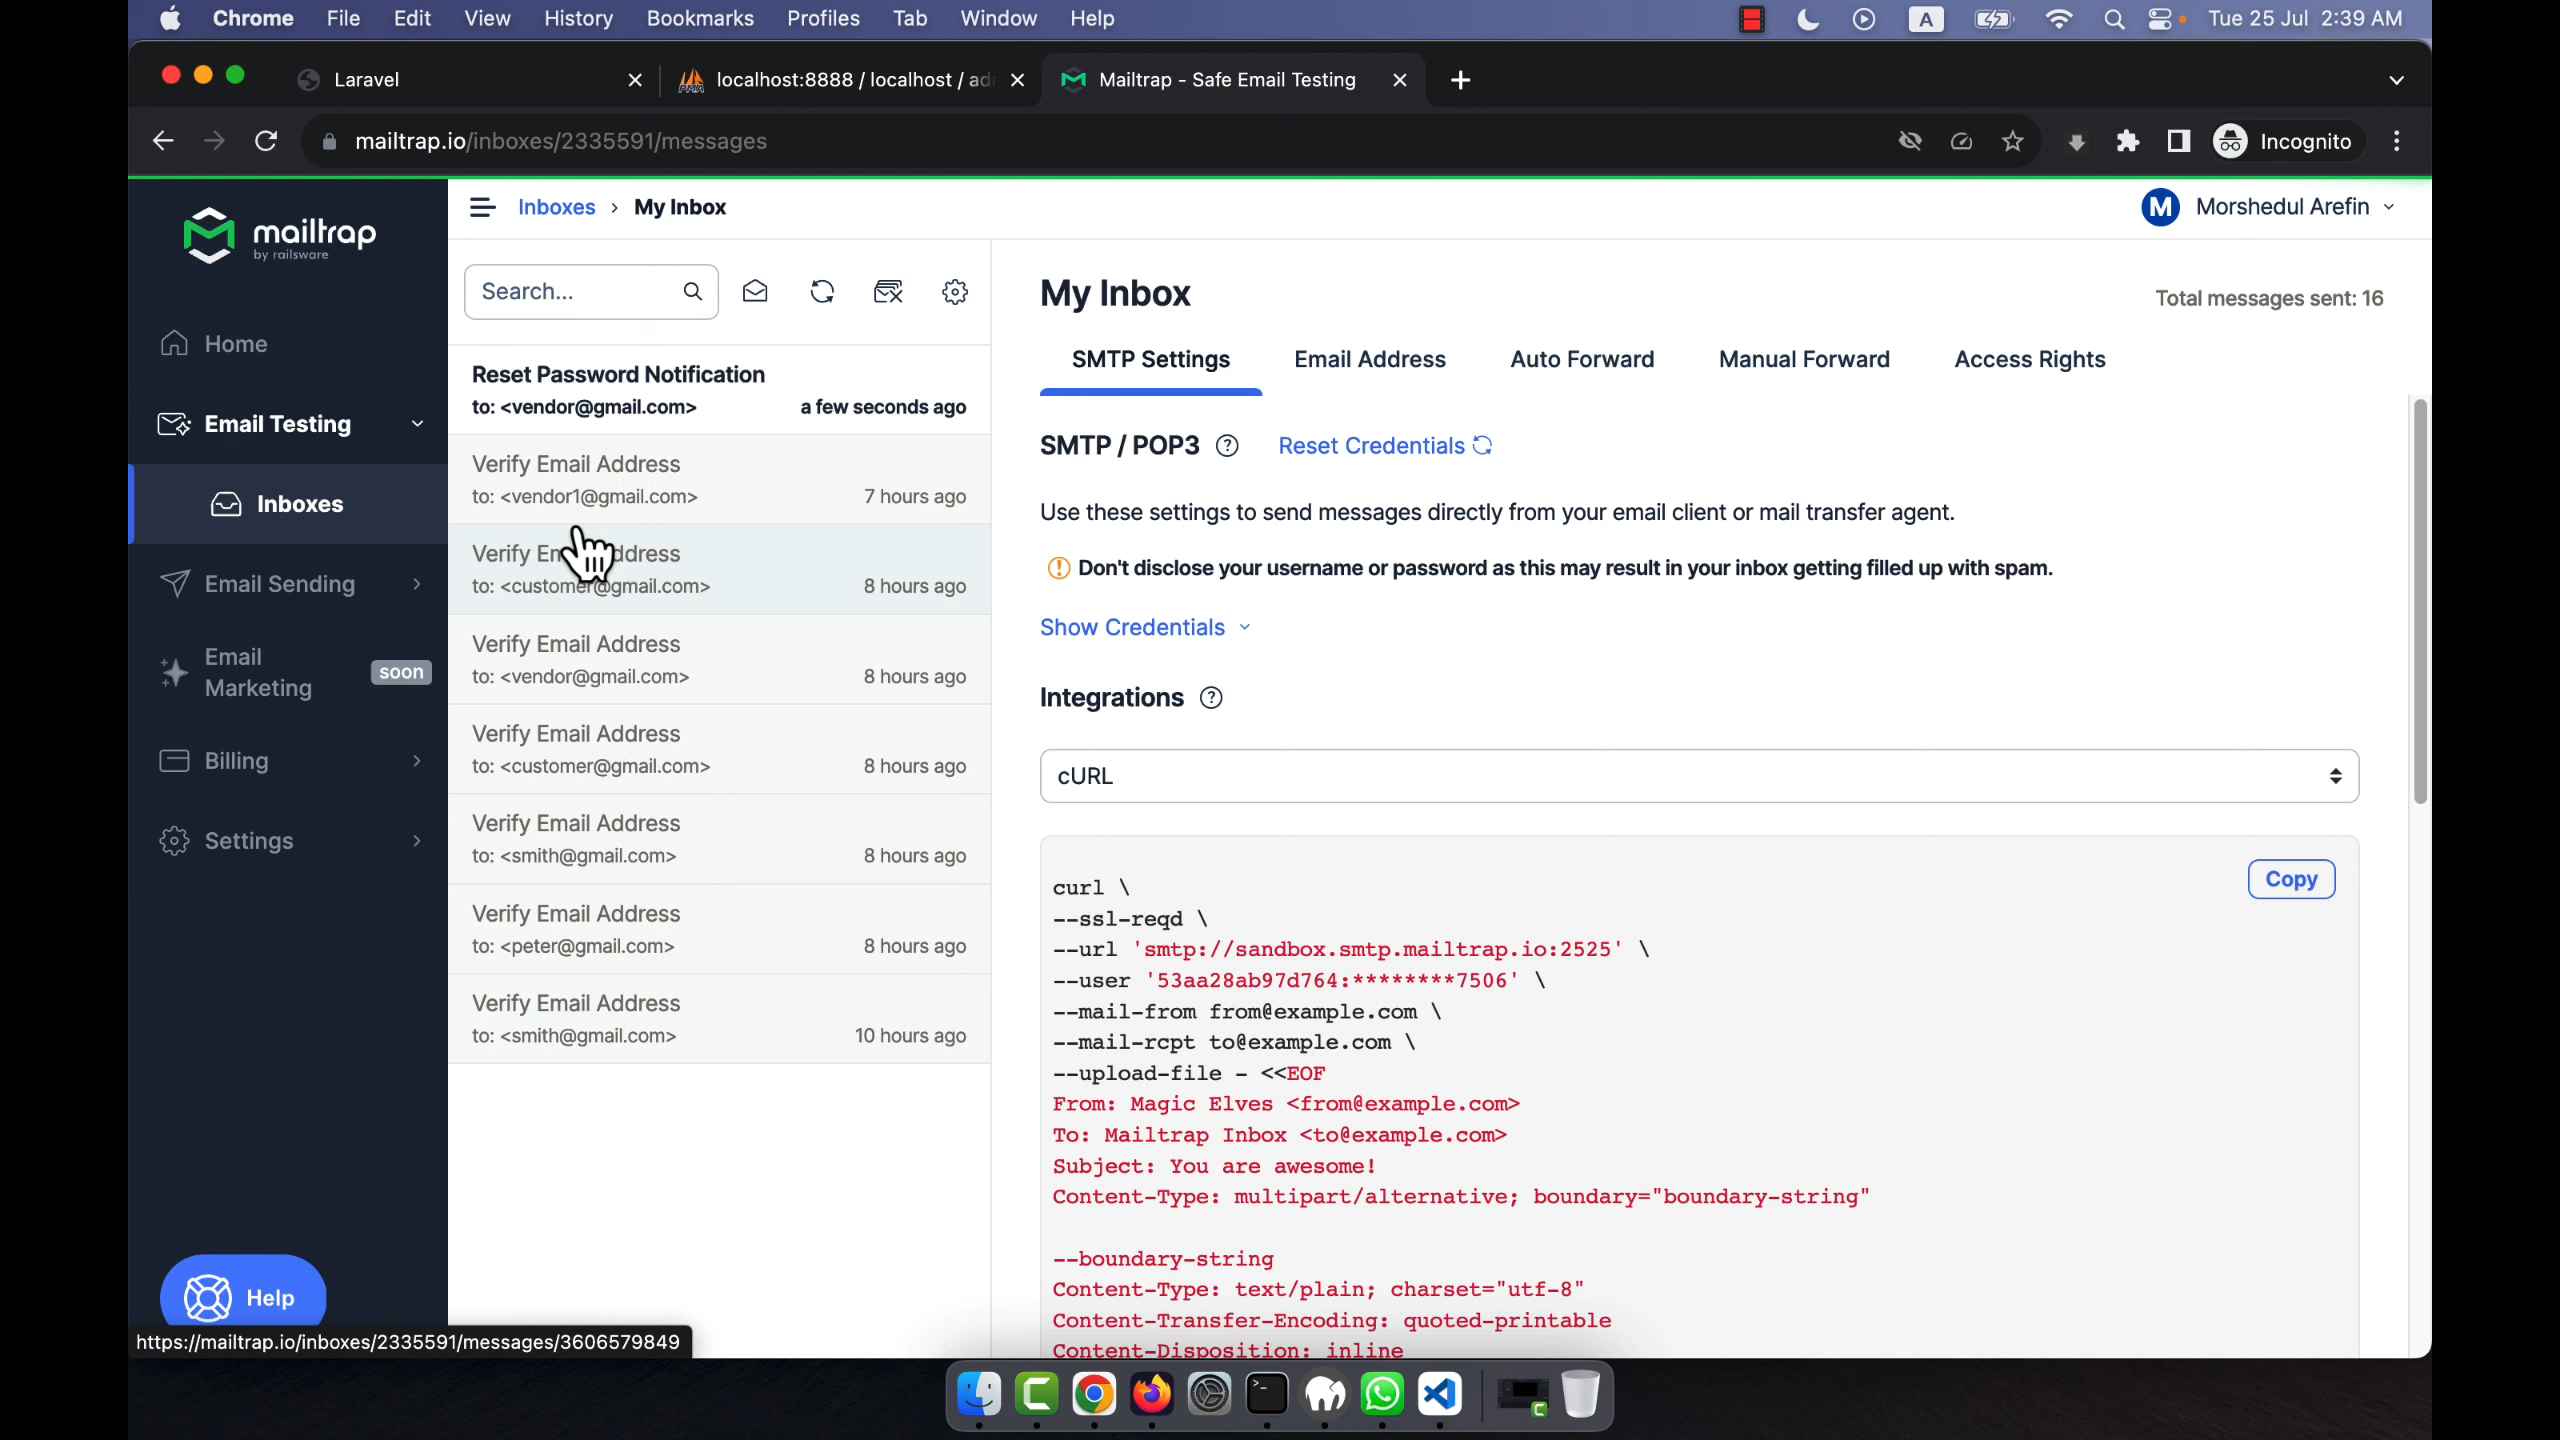 Chrome File Edit View History Bookmarks Profiles Tab Window Help A Tue 25 Jul 2:39 AM
Laravel localhost:8888 / localhost / ad Mailtrap - Safe Email Testing
mailtrap.io/inboxes/2335591/messages Incognito
mailtrap
by railsware
Home
Email Testing
Inboxes
Email Sending
Email
Marketing
soon
Billing
Settings
Help
https://mailtrap.io/inboxes/2335591/messages/3606579849
Inboxes › My Inbox
M Morshedul Arefin
Search...
Reset Password Notification
to: <vendor@gmail.com> a few seconds ago
Verify Email Address
to: <vendor1@gmail.com> 7 hours ago
Verify Em ddress
to: <customer@gmail.com> 8 hours ago
Verify Email Address
to: <vendor@gmail.com> 8 hours ago
Verify Email Address
to: <customer@gmail.com> 8 hours ago
Verify Email Address
to: <smith@gmail.com> 8 hours ago
Verify Email Address
to: <peter@gmail.com> 8 hours ago
Verify Email Address
to: <smith@gmail.com> 10 hours ago
My Inbox
Total messages sent: 16
SMTP Settings Email Address Auto Forward Manual Forward Access Rights
SMTP / POP3 ? Reset Credentials
Use these settings to send messages directly from your email client or mail transfer agent.
Don't disclose your username or password as this may result in your inbox getting filled up with spam.
Show Credentials
Integrations ?
cURL
Copy
curl \
--ssl-reqd \
--url 'smtp://sandbox.smtp.mailtrap.io:2525' \
--user '53aa28ab97d764:********7506' \
--mail-from from@example.com \
--mail-rcpt to@example.com \
--upload-file - <<EOF
From: Magic Elves <from@example.com>
To: Mailtrap Inbox <to@example.com>
Subject: You are awesome!
Content-Type: multipart/alternative; boundary="boundary-string"
--boundary-string
Content-Type: text/plain; charset="utf-8"
Content-Transfer-Encoding: quoted-printable
Content-Disposition: inline